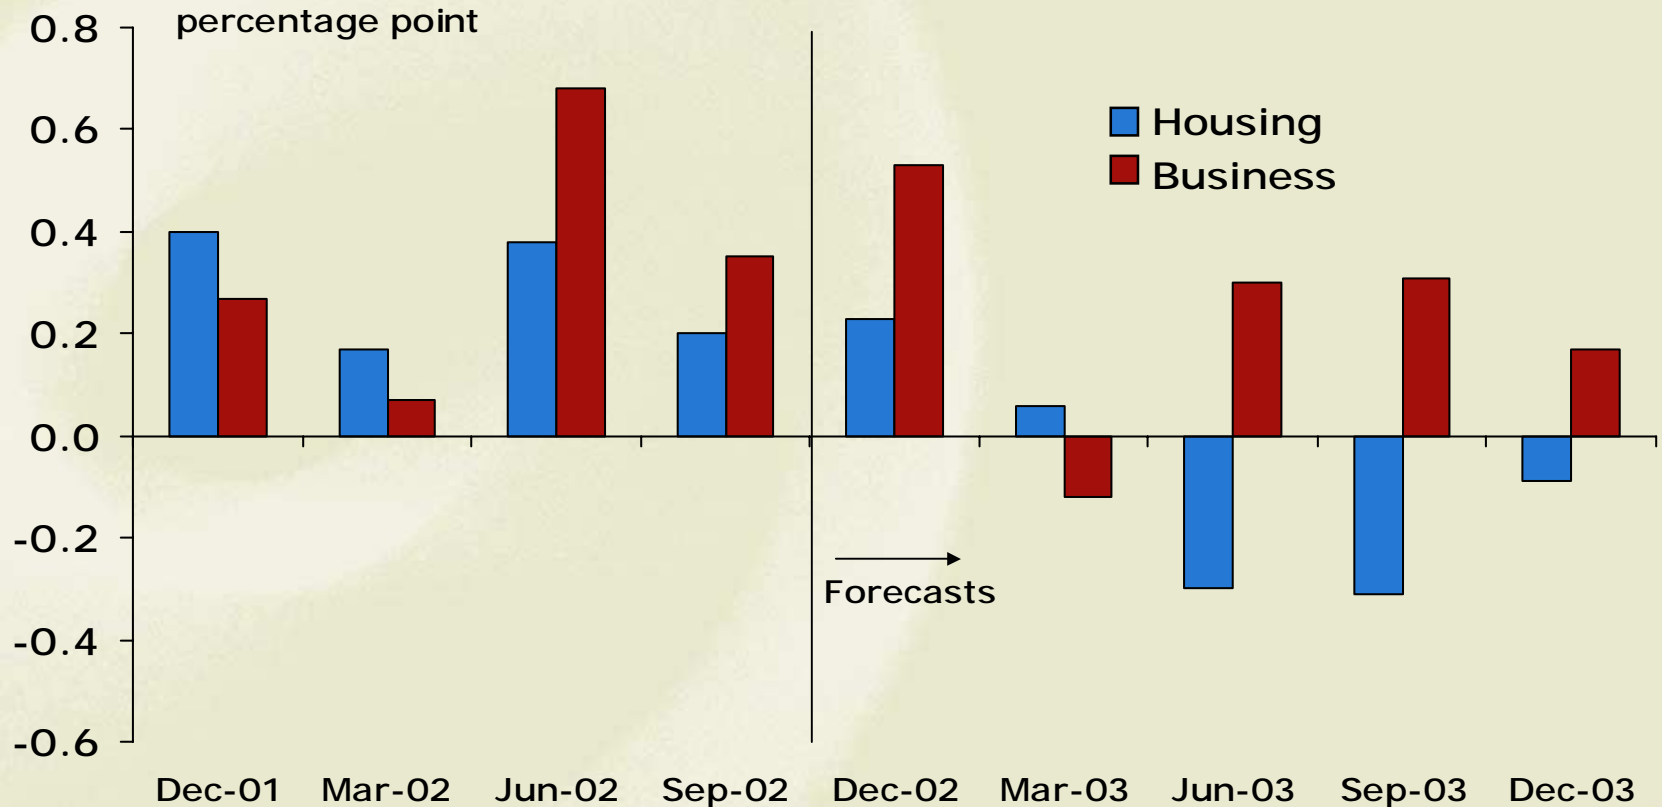 percentage point
0.8
0.6
0.4
0.2
0.0
-0.2
-0.4
-0.6
Housing
Business
Forecasts
Dec-01 Mar-02 Jun-02 Sep-02 Dec-02 Mar-03 Jun-03 Sep-03 Dec-03